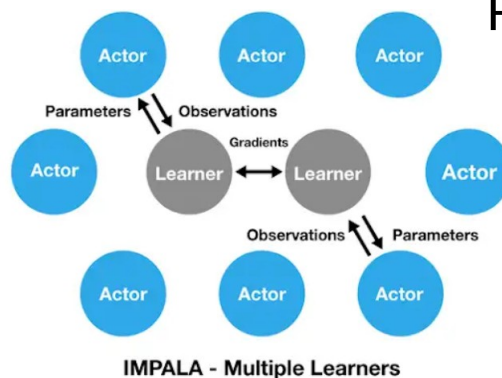 H
Actor Actor Actor
Parameters Observations
Gradients
Actor Learner Learner Actor
Observations Parameters
Actor Actor Actor
IMPALA - Multiple Learners